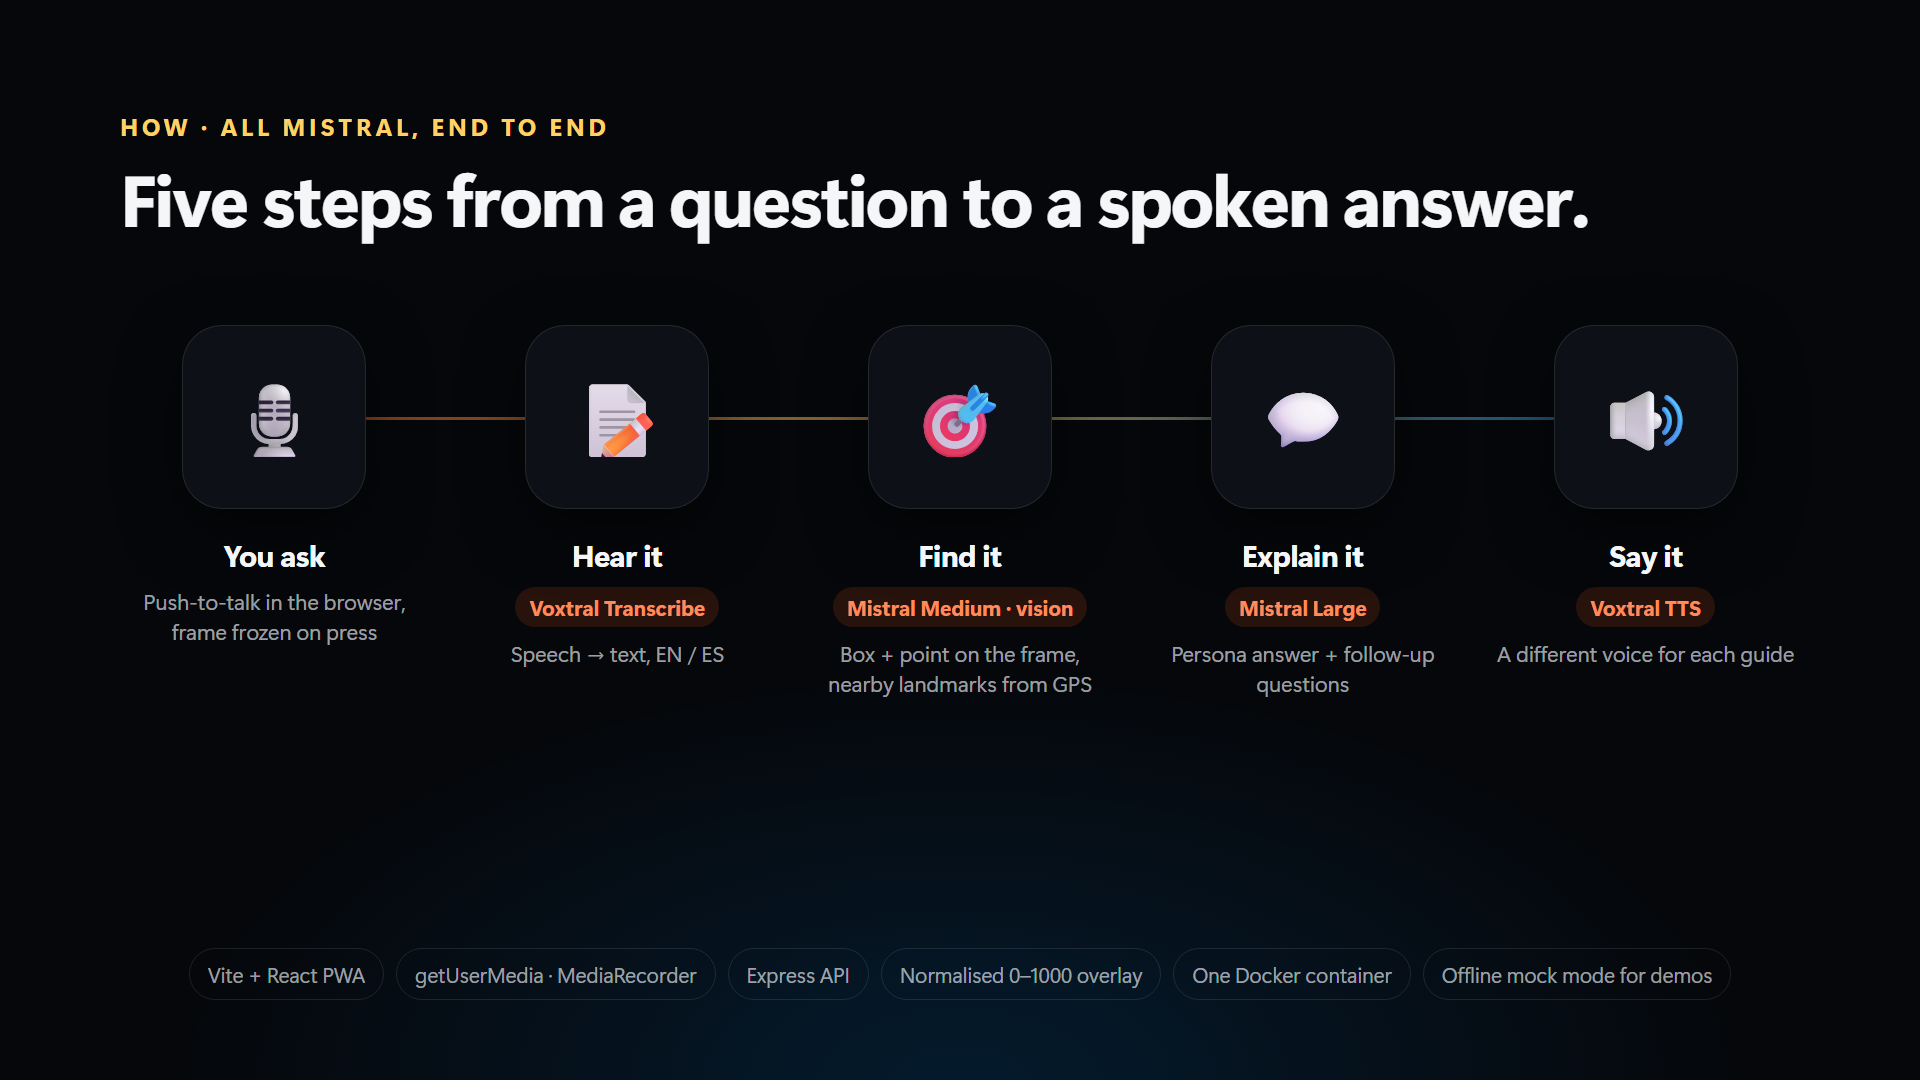 HOW · ALL MISTRAL, END TO END
Five steps from a question to a spoken answer.
You ask
Push-to-talk in the browser,
frame frozen on press
Hear it
Voxtral Transcribe
Speech → text, EN / ES
Find it
Mistral Medium · vision
Box + point on the frame,
nearby landmarks from GPS
Explain it
Mistral Large
Persona answer + follow-up
questions
Say it
Voxtral TTS
A different voice for each guide
Vite + React PWA
getUserMedia · MediaRecorder
Express API
Normalised 0–1000 overlay
One Docker container
Offline mock mode for demos